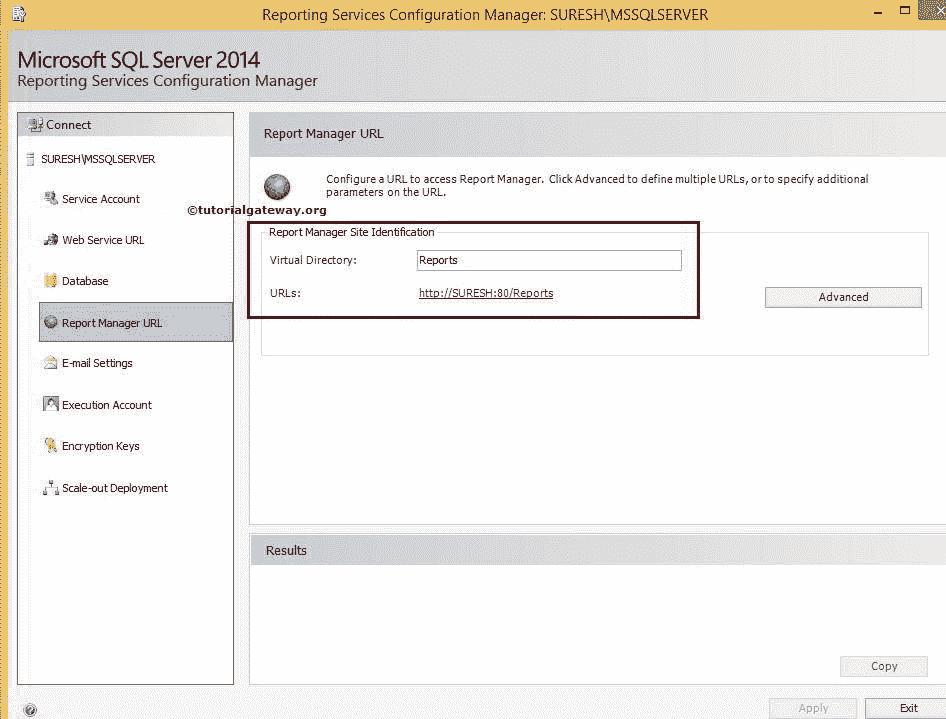 Reporting Services Configuration Manager: SURESH\MSSQLSERVER
Microsoft SQL Server 2014
Reporting Services Configuration Manager
Connect
SURESH\MSSQLSERVER
Service Account
Web Service URL
Database
Report Manager URL
E-mail Settings
Execution Account
Encryption Keys
Scale-out Deployment
Report Manager URL
Configure a URL to access Report Manager. Click Advanced to define multiple URLs, or to specify additional
parameters on the URL.
©tutorialgateway.org
Report Manager Site Identification
Virtual Directory:
Reports
URLs:
http://SURESH:80/Reports
Advanced
Results
Copy
Apply
Exit